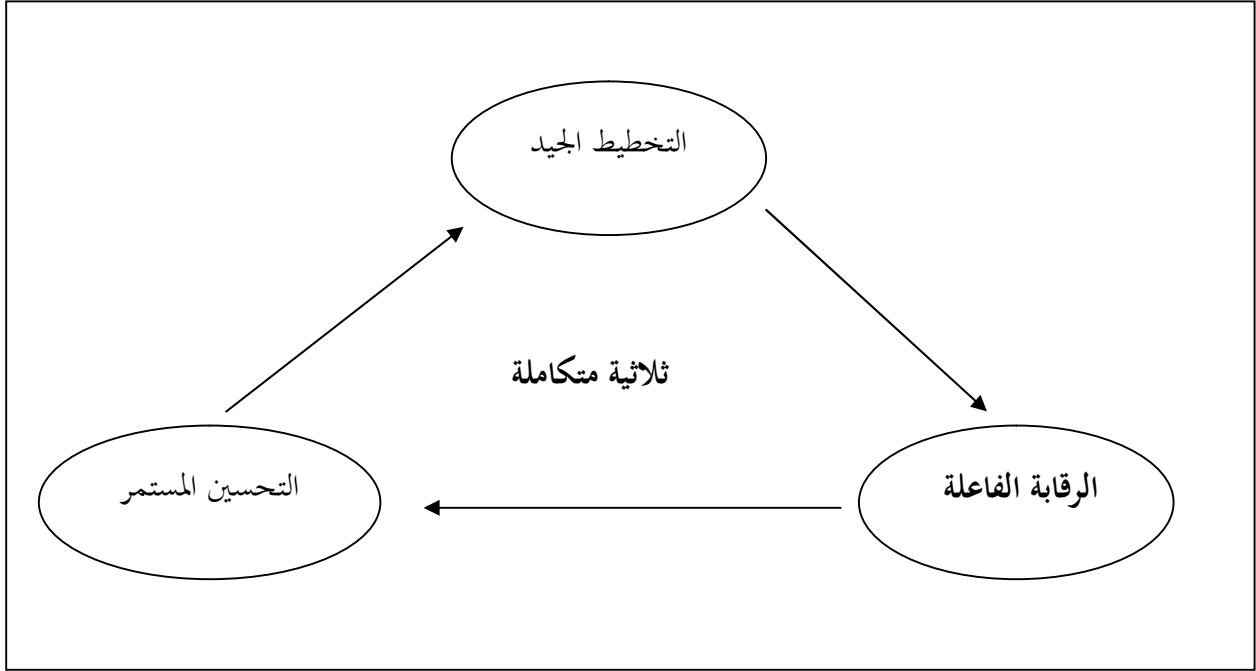 التخطيط الجيد
ثلاثية متكاملة
الرقابة الفاعلة
التحسين المستمر